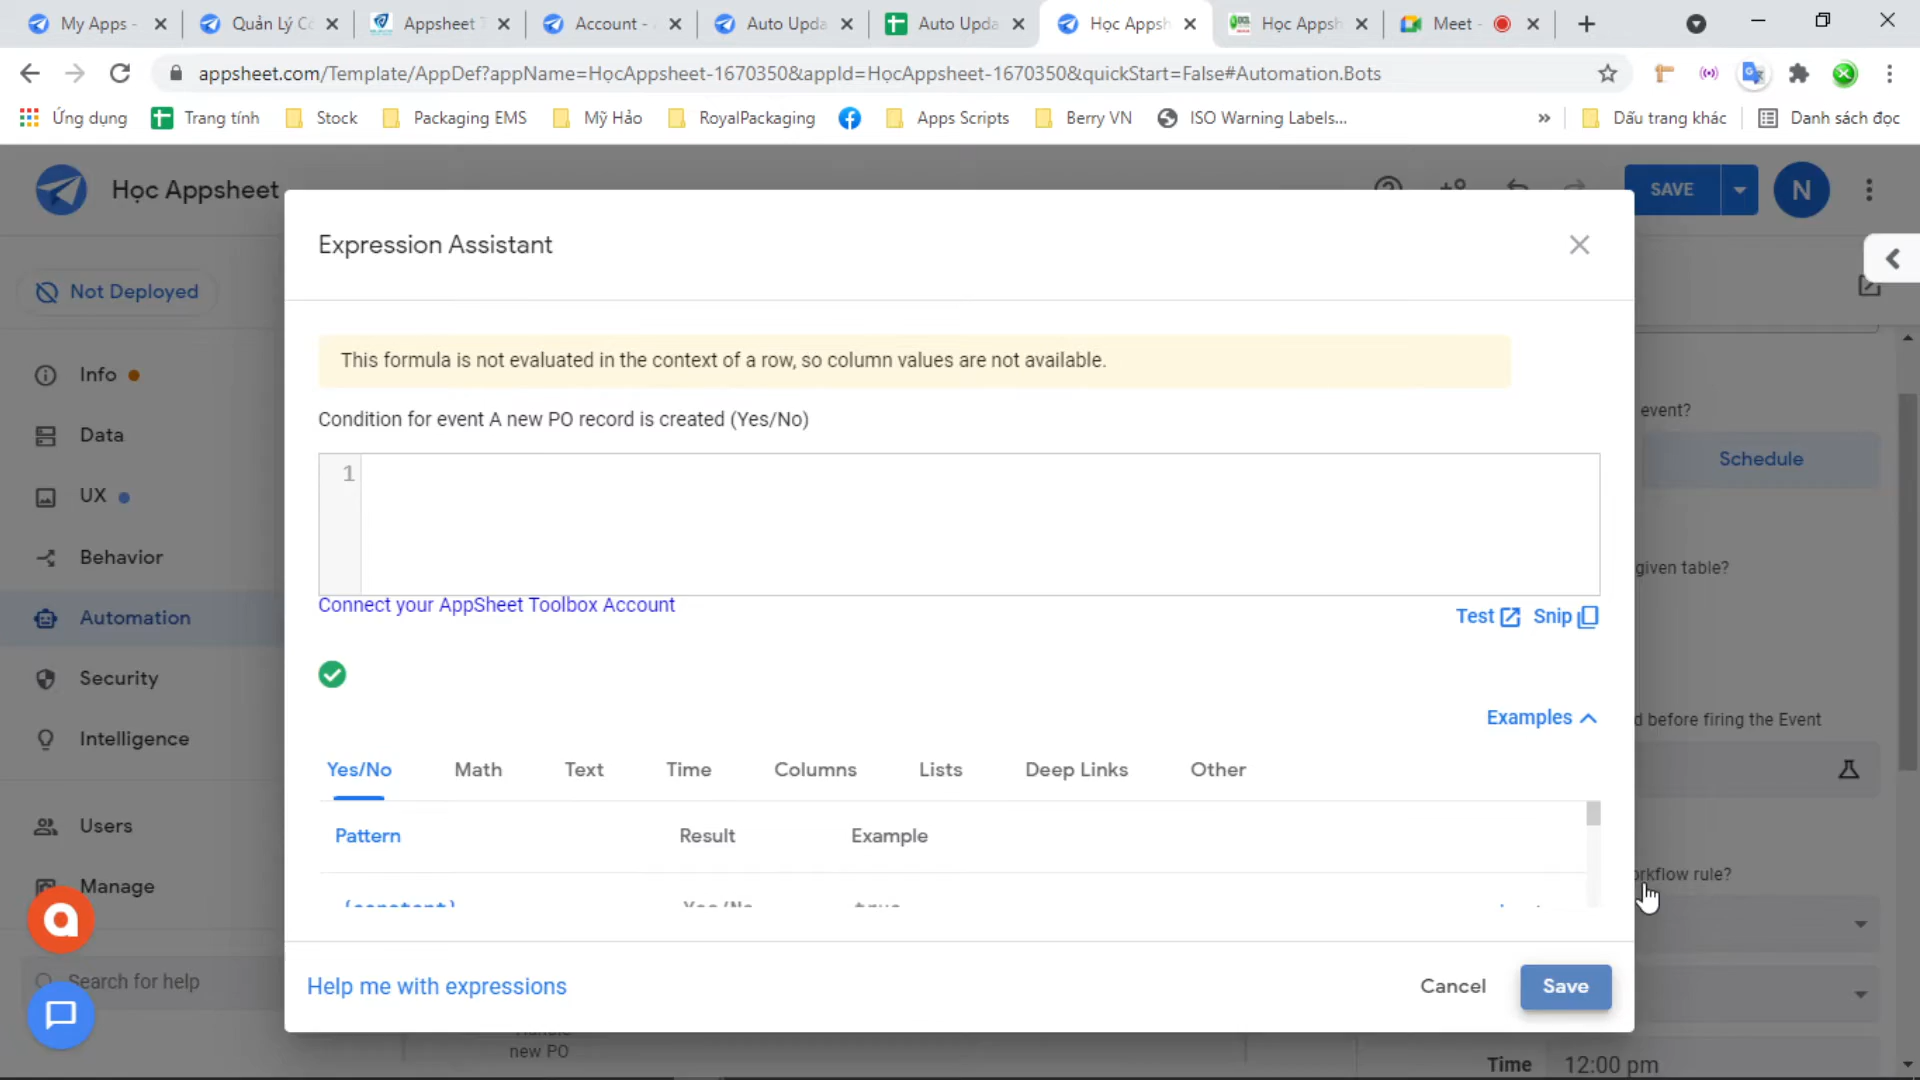 My Apps -
Quản Lý Cô
Appsheet T
Account -
Auto Upda
Auto Upda
Học Appsh
Học Appsh
Meet -
appsheet.com/Template/AppDef?appName=HọcAppsheet-1670350&appId=HọcAppsheet-1670350&quickStart=False#Automation.Bots
Ứng dụng
Trang tính
Stock
Packaging EMS
Mỹ Hảo
RoyalPackaging
Apps Scripts
Berry VN
ISO Warning Labels...
»
Dấu trang khác
Danh sách đọc
Học Appsheet
SAVE
N
Expression Assistant
Not Deployed
This formula is not evaluated in the context of a row, so column values are not available.
Info
Condition for event A new PO record is created (Yes/No)
event?
Data
Schedule
1
UX
Behavior
given table?
Connect your AppSheet Toolbox Account
Test
Snip
Automation
Security
Examples
d before firing the Event
Intelligence
Yes/No
Math
Text
Time
Columns
Lists
Deep Links
Other
Users
Pattern
Result
Example
Manage
rkflow rule?
(constant)
Yes/No
true
Search for help
Help me with expressions
Cancel
Save
new PO
Time
12:00 pm